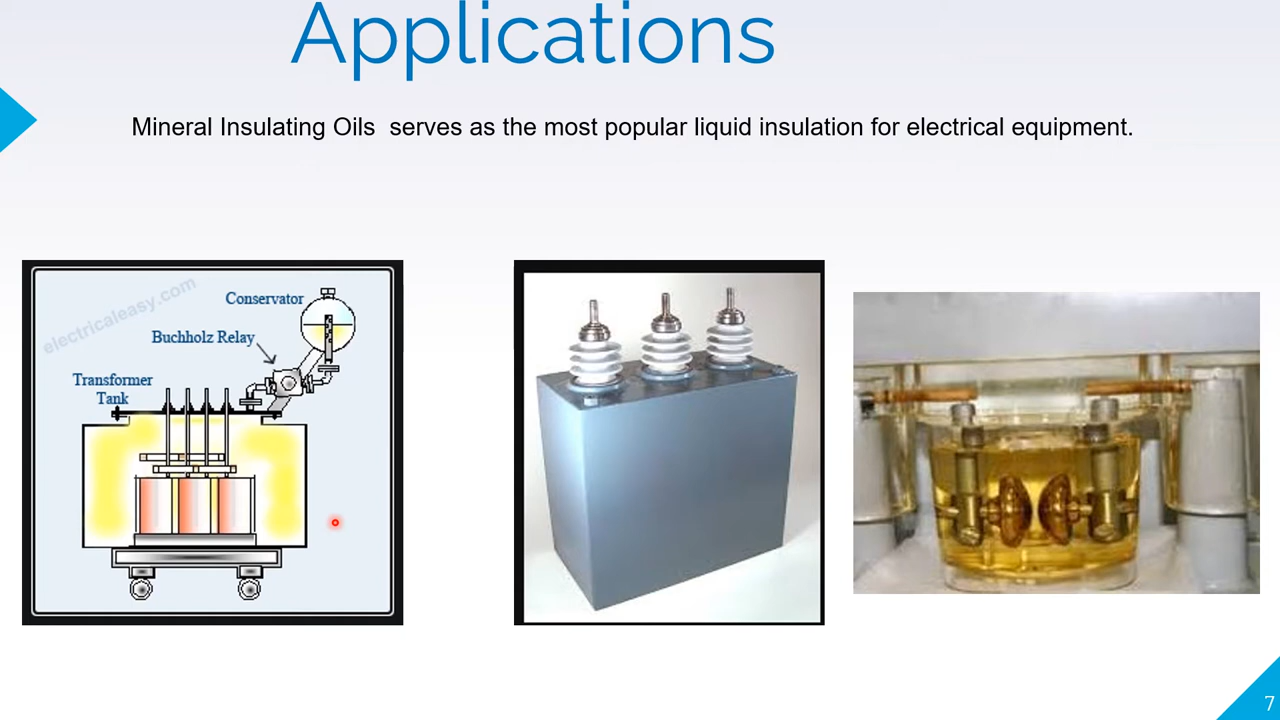 Applications
Mineral Insulating Oils  serves as the most popular liquid insulation for electrical equipment.
electricaleasy.com
Conservator
Buchholz Relay
Transformer
Tank
7